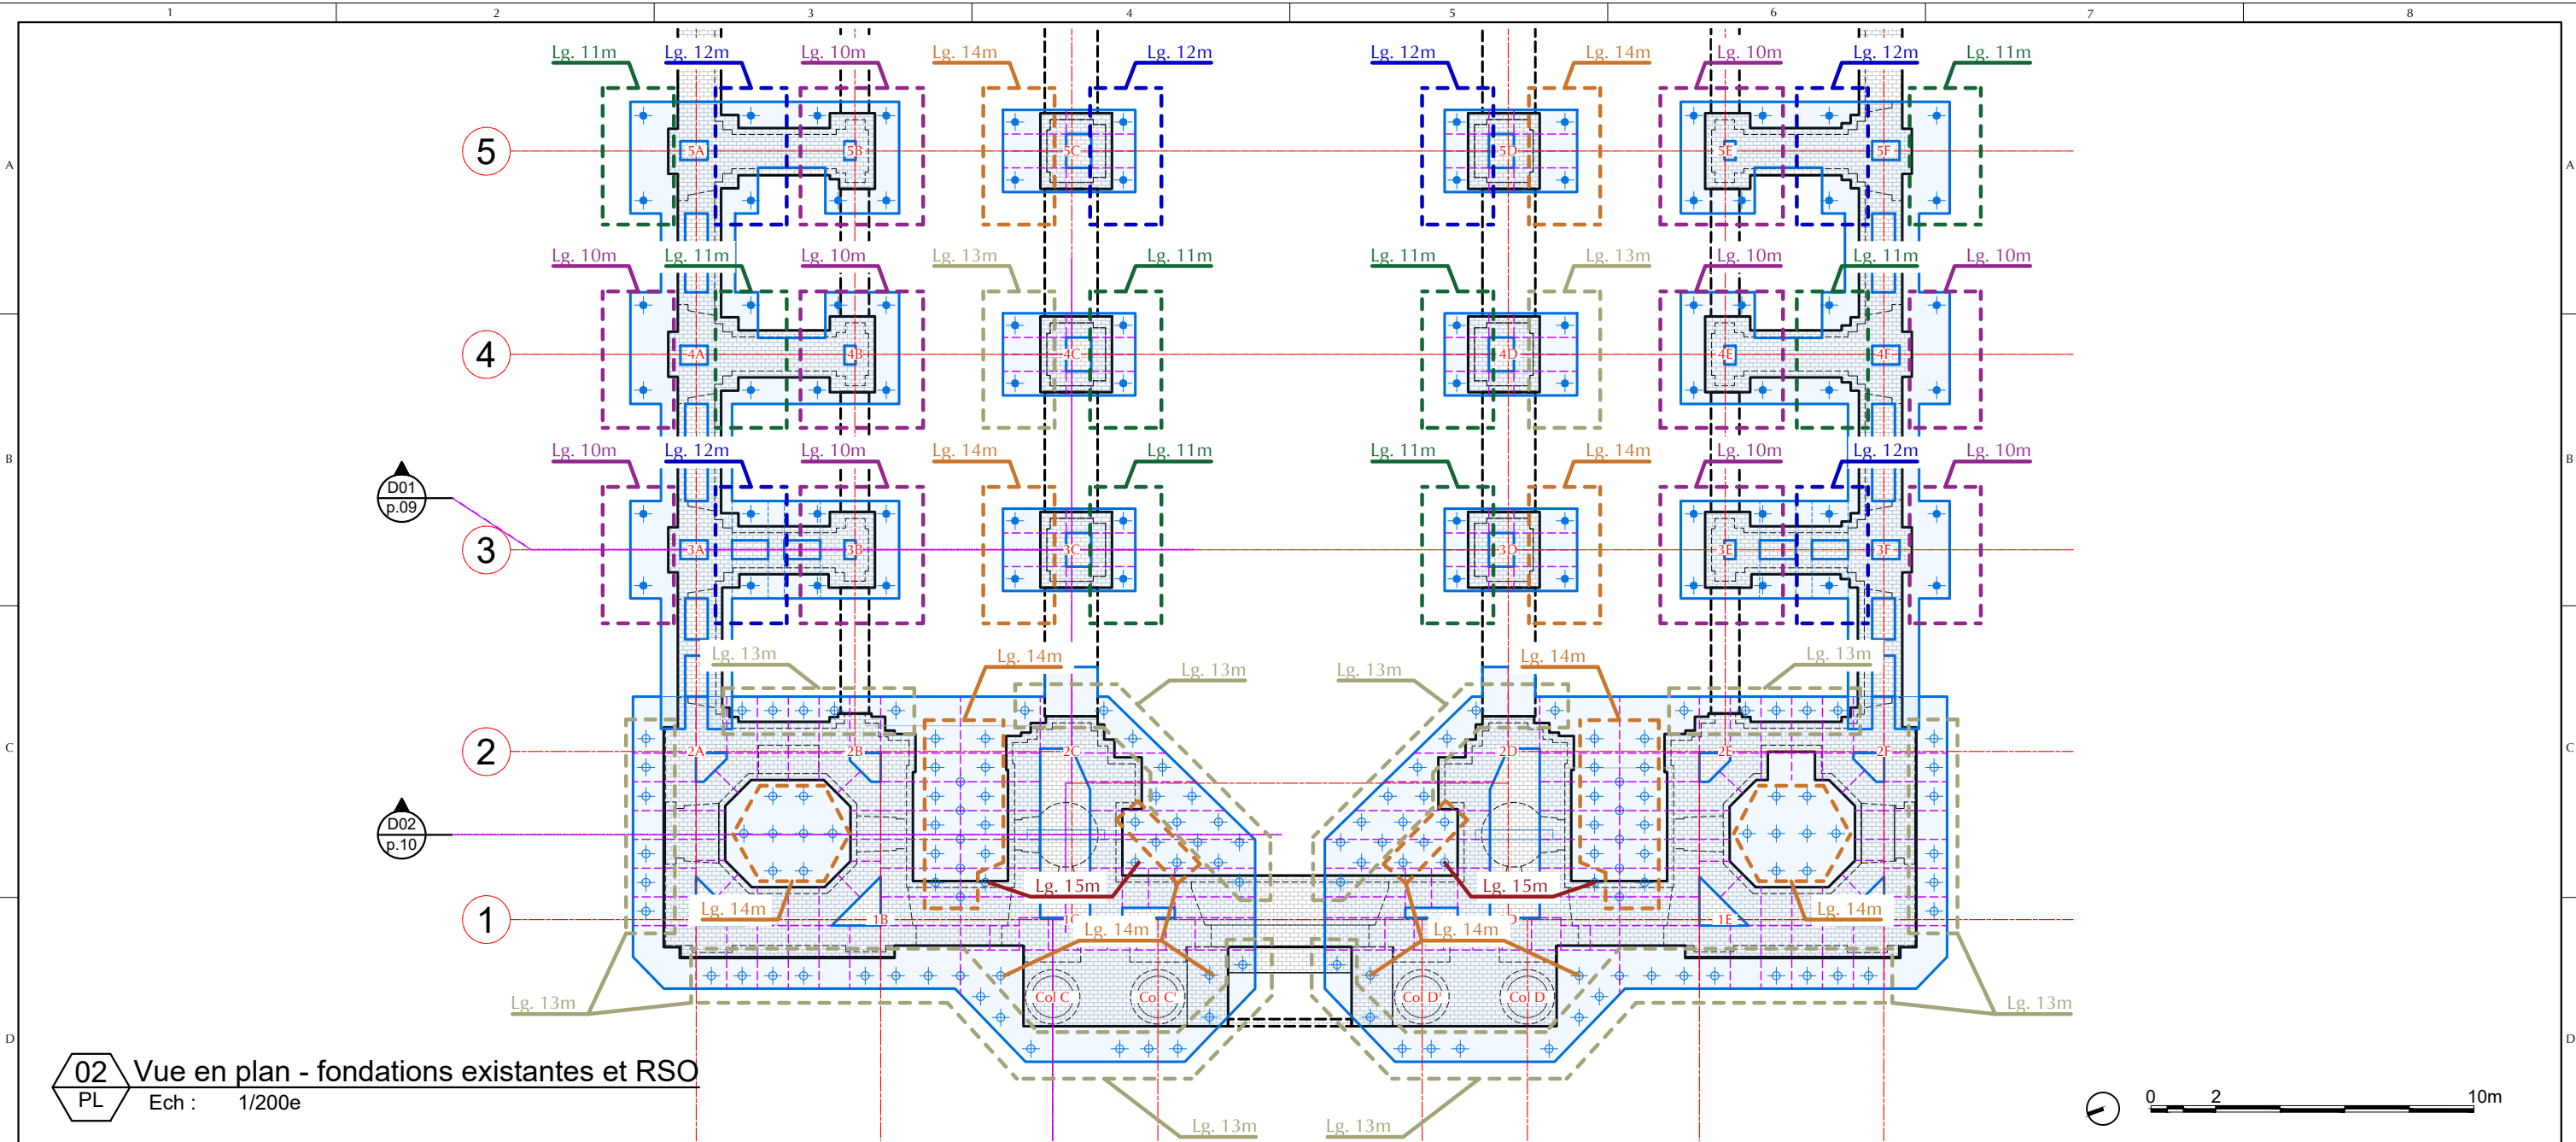 1 2 3 4 5 6 7 8
Lg. 11m Lg. 12m Lg. 10m Lg. 14m Lg. 12m Lg. 12m Lg. 14m Lg. 10m Lg. 12m Lg. 11m
A 5 5A 5B 5C 5D 5E 5F A
Lg. 10m Lg. 11m Lg. 10m Lg. 13m Lg. 11m Lg. 11m Lg. 13m Lg. 10m Lg. 11m Lg. 10m
4 4A 4B 4C 4D 4E 4F
Lg. 10m Lg. 12m Lg. 10m Lg. 14m Lg. 11m Lg. 11m Lg. 14m Lg. 10m Lg. 12m Lg. 10m
B B
D01
p.09
3 3A 3B 3C 3D 3E 3F
Lg. 13m Lg. 14m Lg. 13m Lg. 13m Lg. 14m Lg. 13m
C 2 2A 2B 2C 2D 2E 2F C
D02
p.10
Lg. 15m Lg. 15m
Lg. 14m Lg. 14m
1 1B 1C 1E
Lg. 14m Lg. 14m
Lg. 13m Col C Col C' Col D' Col D Lg. 13m
D D
02
PL
Vue en plan - fondations existantes et RSO
Ech : 1/200e
0 2 10m
Lg. 13m Lg. 13m